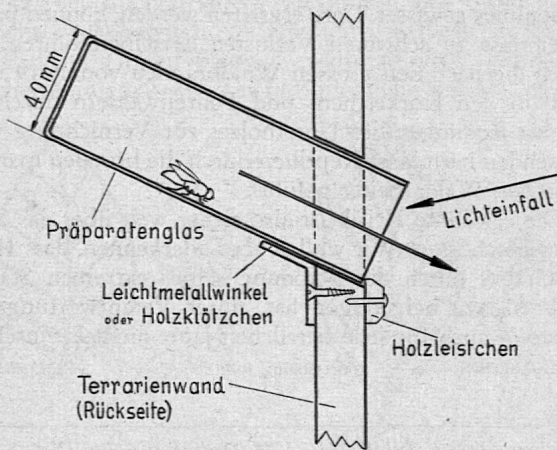 40mm
Lichteinfall
Präparatenglas
Leichtmetallwinkel
oder Holzklötzchen
Holzleistchen
Terrarienwand
(Rückseite)